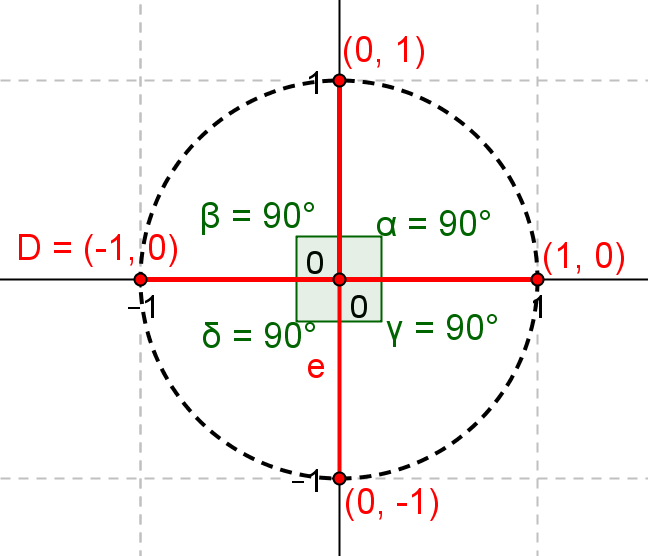 (0, 1)
1
β = 90°
α = 90°
D = (-1, 0)
(1, 0)
0
−1
0
1
δ = 90°
γ = 90°
e
−1
(0, -1)